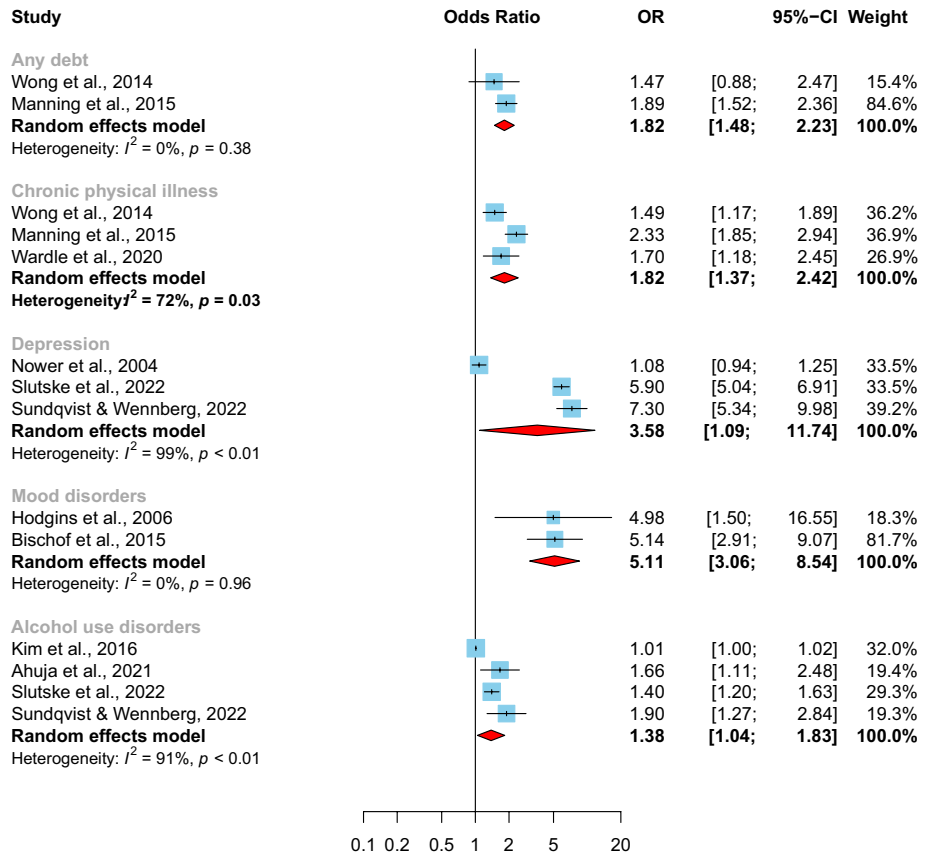 Study Odds Ratio OR 95%−CI Weight
Any debt
Wong et al., 2014 1.47 [0.88; 2.47] 15.4%
Manning et al., 2015 1.89 [1.52; 2.36] 84.6%
Random effects model 1.82 [1.48; 2.23] 100.0%
Heterogeneity: I² = 0%, p = 0.38
Chronic physical illness
Wong et al., 2014 1.49 [1.17; 1.89] 36.2%
Manning et al., 2015 2.33 [1.85; 2.94] 36.9%
Wardle et al., 2020 1.70 [1.18; 2.45] 26.9%
Random effects model 1.82 [1.37; 2.42] 100.0%
Heterogeneity: I² = 72%, p = 0.03
Depression
Nower et al., 2004 1.08 [0.94; 1.25] 33.5%
Slutske et al., 2022 5.90 [5.04; 6.91] 33.5%
Sundqvist & Wennberg, 2022 7.30 [5.34; 9.98] 39.2%
Random effects model 3.58 [1.09; 11.74] 100.0%
Heterogeneity: I² = 99%, p < 0.01
Mood disorders
Hodgins et al., 2006 4.98 [1.50; 16.55] 18.3%
Bischof et al., 2015 5.14 [2.91; 9.07] 81.7%
Random effects model 5.11 [3.06; 8.54] 100.0%
Heterogeneity: I² = 0%, p = 0.96
Alcohol use disorders
Kim et al., 2016 1.01 [1.00; 1.02] 32.0%
Ahuja et al., 2021 1.66 [1.11; 2.48] 19.4%
Slutske et al., 2022 1.40 [1.20; 1.63] 29.3%
Sundqvist & Wennberg, 2022 1.90 [1.27; 2.84] 19.3%
Random effects model 1.38 [1.04; 1.83] 100.0%
Heterogeneity: I² = 91%, p < 0.01
0.1 0.2 0.5 1 2 5 20